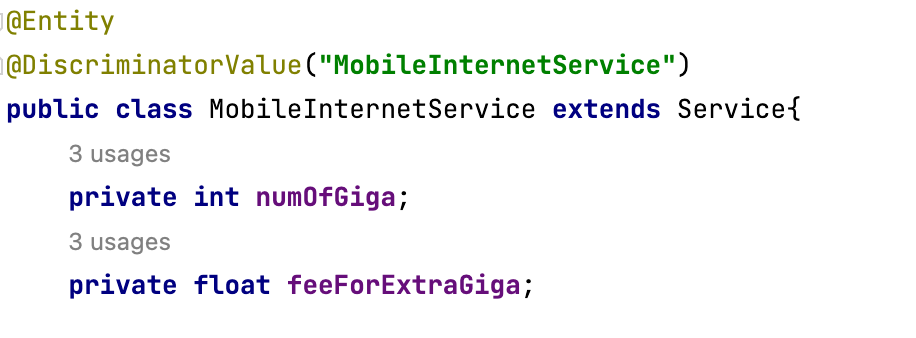 @Entity
@DiscriminatorValue("MobileInternetService")
public class MobileInternetService extends Service{
3 usages
private int numOfGiga;
3 usages
private float feeForExtraGiga;